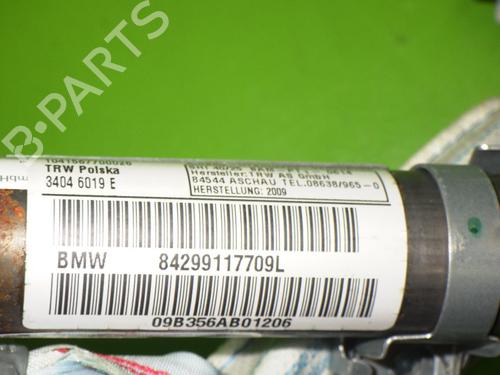 1041567700026
TRW Polska
3404 6019 E
Hersteller:TRW AS GmbH
84544 ASCHAU TEL.08638/965-0
HERSTELLUNG: 2009
BMW 84299117709L
09B356AB01206
B-Parts